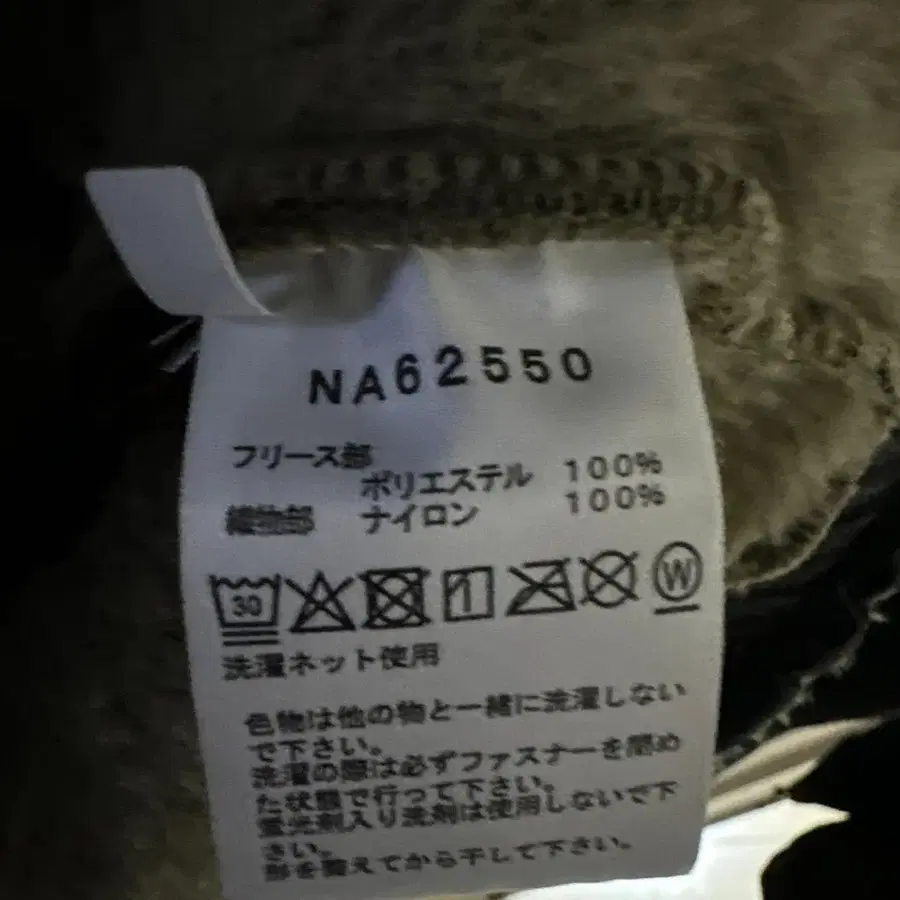 NA62550
フリース部
ポリエステル 100%
織物部 ナイロン 100%
30
W
洗濯ネット使用
色物は他の物と一緒に洗濯しない
で下さい。
洗濯の際は必ずファスナーを閉め
た状態で行って下さい。
蛍光剤入り洗剤は使用しないで下
さい。
形を整えてから干して下さい。